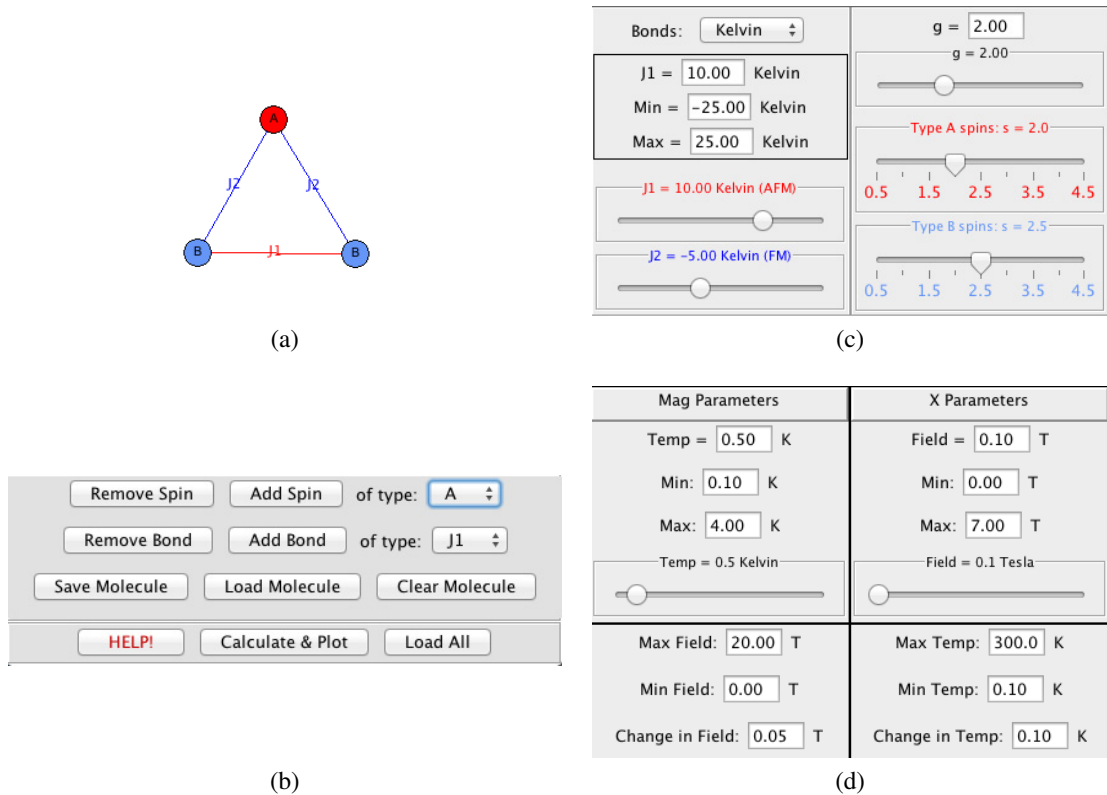 A
J2 J2
B J1 B
(a)
Bonds: Kelvin
J1 = 10.00 Kelvin
Min = -25.00 Kelvin
Max = 25.00 Kelvin
J1 = 10.00 Kelvin (AFM)
J2 = -5.00 Kelvin (FM)
g = 2.00
g = 2.00
Type A spins: s = 2.0
0.5 1.5 2.5 3.5 4.5
Type B spins: s = 2.5
0.5 1.5 2.5 3.5 4.5
(c)
Remove Spin Add Spin of type: A
Remove Bond Add Bond of type: J1
Save Molecule Load Molecule Clear Molecule
HELP! Calculate & Plot Load All
(b)
Mag Parameters
Temp = 0.50 K
Min: 0.10 K
Max: 4.00 K
Temp = 0.5 Kelvin
Max Field: 20.00 T
Min Field: 0.00 T
Change in Field: 0.05 T
X Parameters
Field = 0.10 T
Min: 0.00 T
Max: 7.00 T
Field = 0.1 Tesla
Max Temp: 300.0 K
Min Temp: 0.10 K
Change in Temp: 0.10 K
(d)